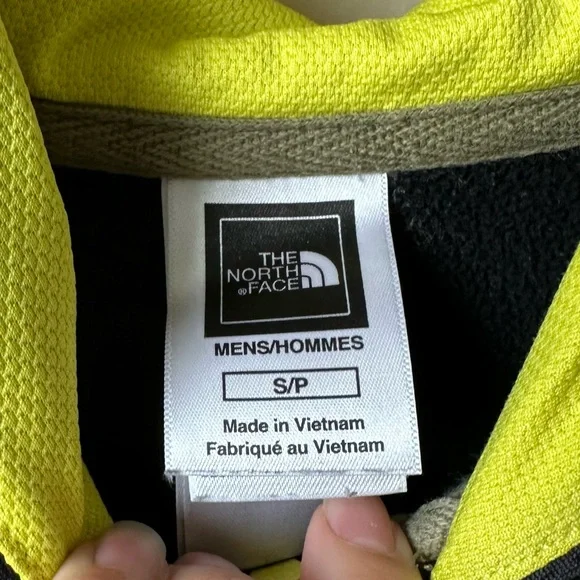 THE
NORTH
® FACE
MENS/HOMMES
S/P
Made in Vietnam
Fabriqué au Vietnam